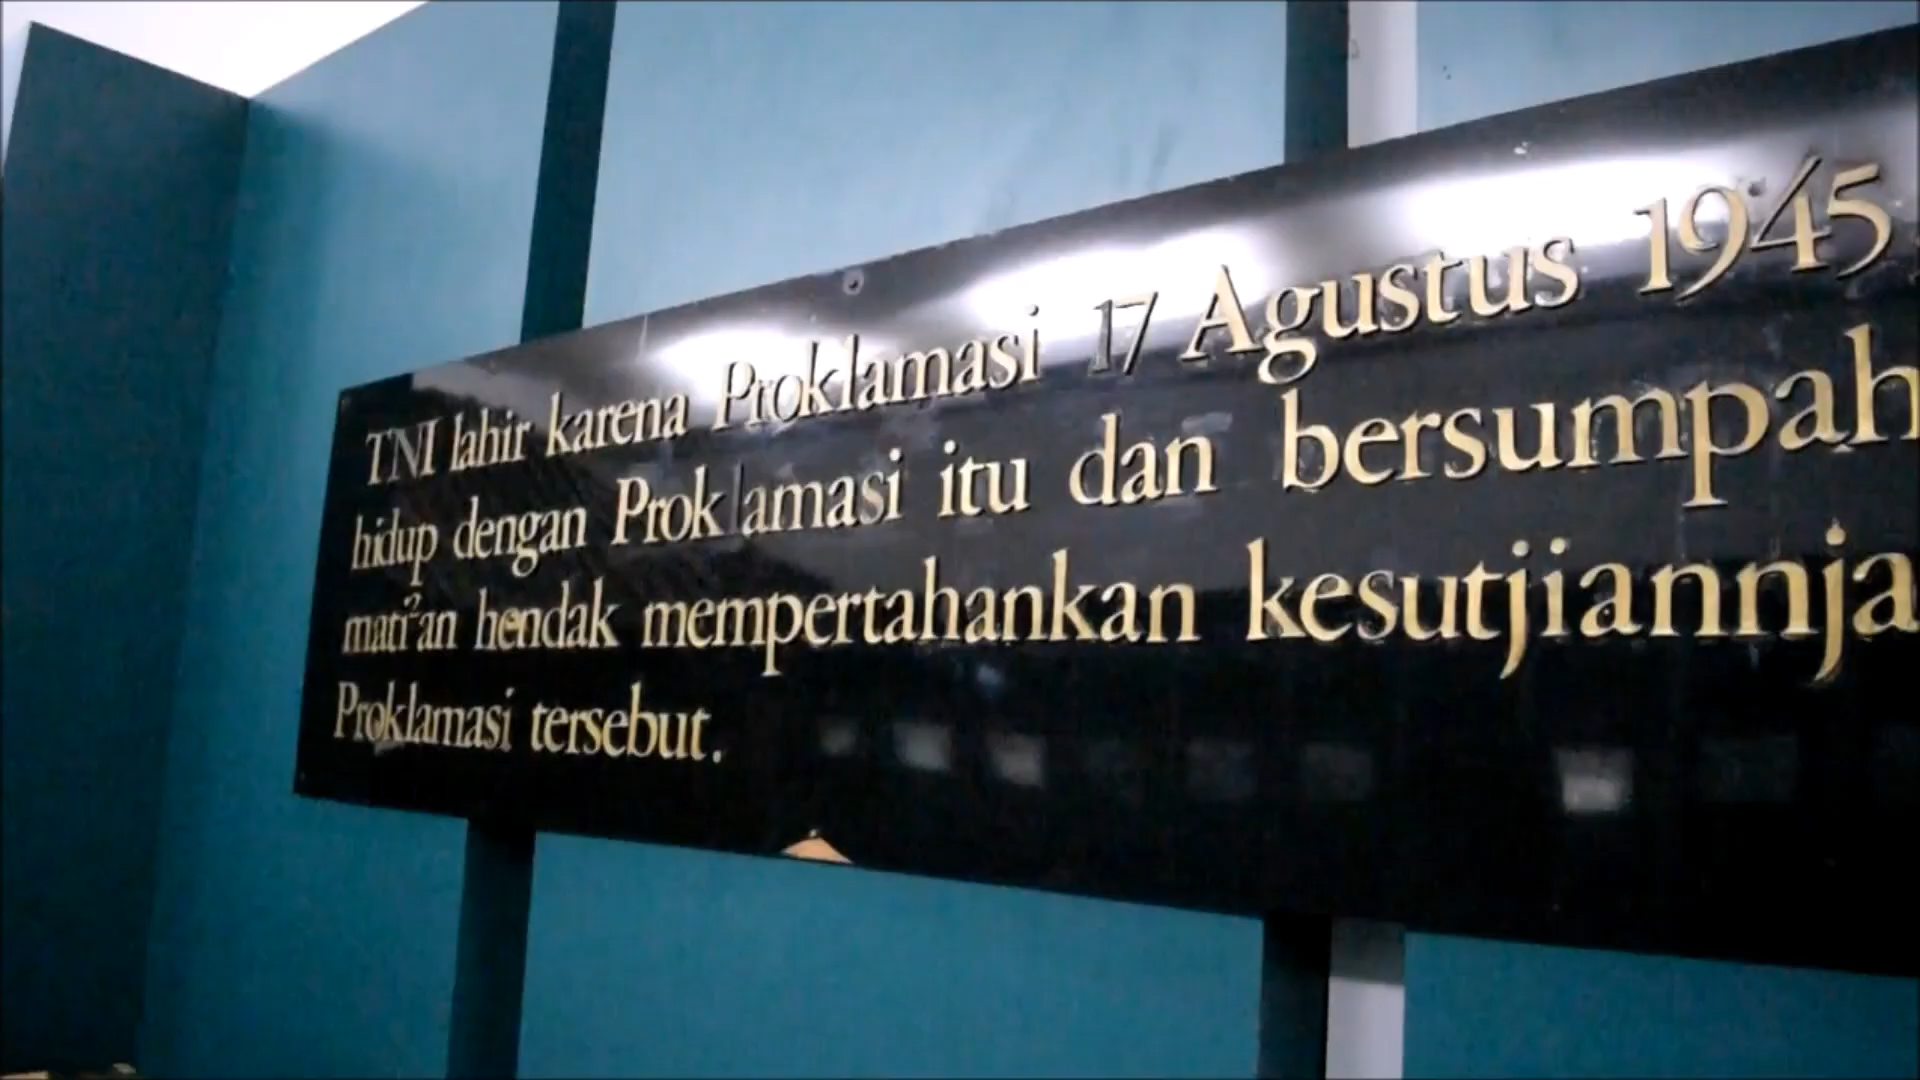 TNI lahir karena Proklamasi 17 Agustus 1945
hidup dengan Proklamasi itu dan bersumpah
mati²an hendak mempertahankan kesutjiannja
Proklamasi tersebut.